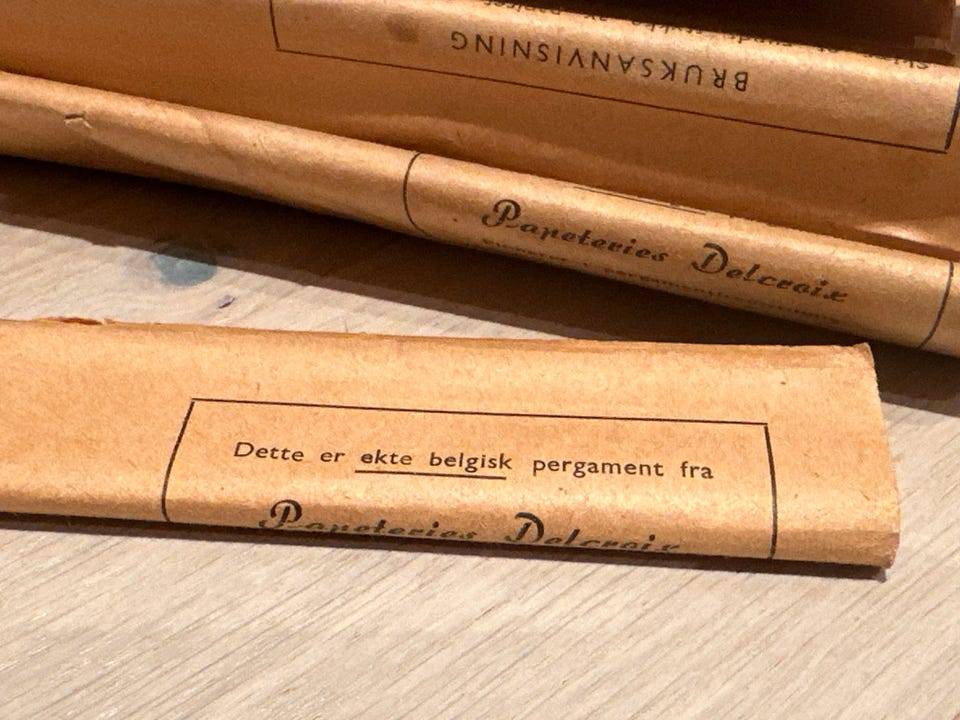 BRUKSANVISNING
Papeteries Delcroix
Dette er ekte belgisk pergament fra
Papeteries Delcroix